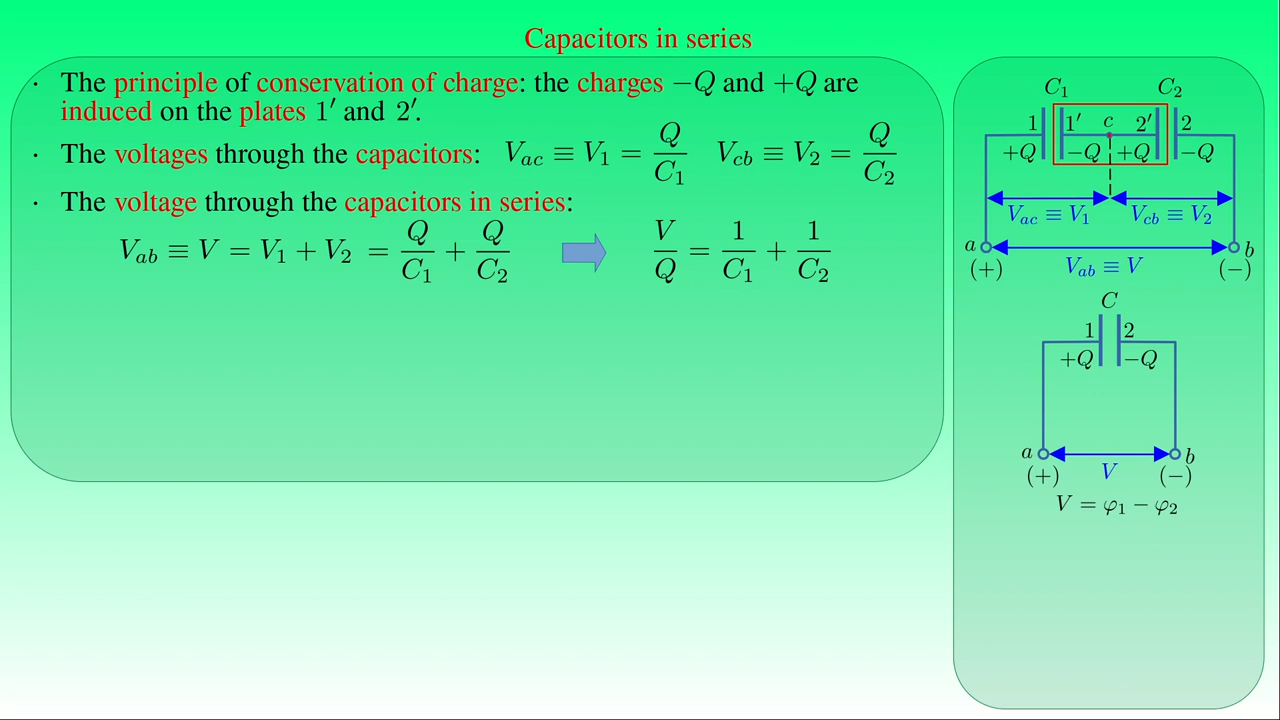 Capacitors in series
· The principle of conservation of charge: the charges −Q and +Q are
induced on the plates 1′ and 2′.
· The voltages through the capacitors: V_ac ≡ V_1 = Q/C_1 V_cb ≡ V_2 = Q/C_2
· The voltage through the capacitors in series:
V_ab ≡ V = V_1 + V_2 = Q/C_1 + Q/C_2 V/Q = 1/C_1 + 1/C_2
C_1 C_2
1 1′ c 2′ 2
+Q −Q +Q −Q
V_ac ≡ V_1 V_cb ≡ V_2
a b
(+) V_ab ≡ V (−)
C
1 2
+Q −Q
a b
(+) V (−)
V = φ_1 − φ_2